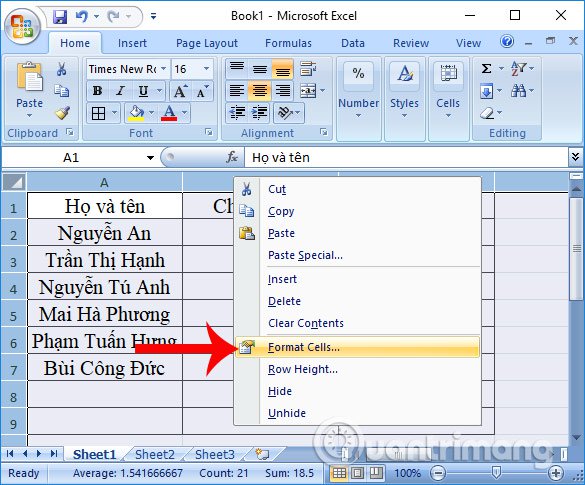 Book1 - Microsoft Excel
Home Insert Page Layout Formulas Data
Times New Ro 16
Paste
B I U A A
Number Styles Cells
Clipboard Font Alignment Editing
A1 fx Họ và tên
A
1 Họ và tên Ch
2 Nguyễn An
3 Trần Thị Hạnh
4 Nguyễn Tú Anh
5 Mai Hà Phương
6 Phạm Tuấn Hưng
7 Bùi Công Đức
8
9
Cut
Copy
Paste
Paste Special...
Insert
Delete
Clear Contents
Format Cells...
Row Height...
Hide
Unhide
Quantrimang
Sheet1 Sheet2 Sheet3
Ready Average: 1.541666667 Count: 21 Sum: 18.5 100%